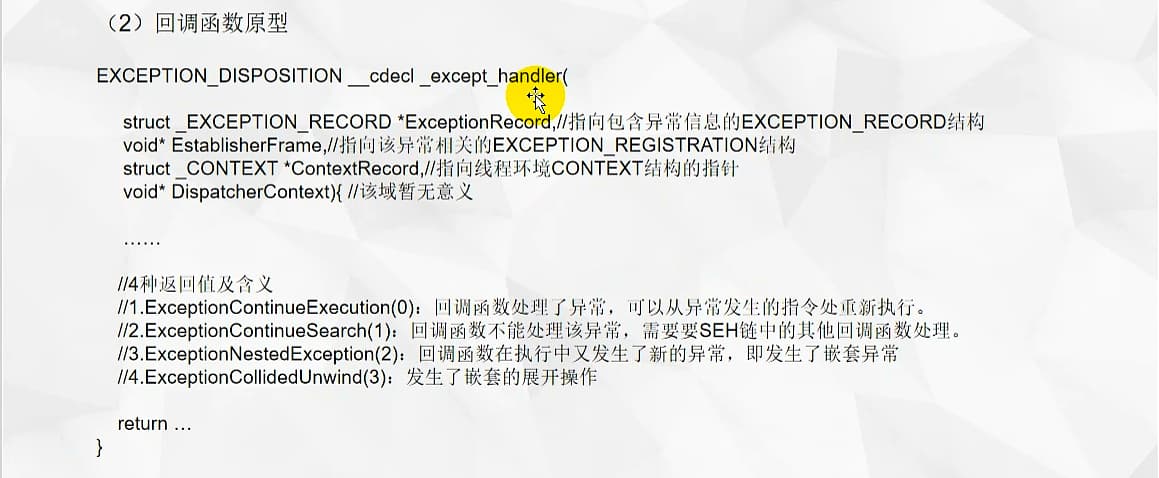 （2）回调函数原型
EXCEPTION_DISPOSITION __cdecl _except_handler(
struct _EXCEPTION_RECORD *ExceptionRecord,//指向包含异常信息的EXCEPTION_RECORD结构
void* EstablisherFrame,//指向该异常相关的EXCEPTION_REGISTRATION结构
struct _CONTEXT *ContextRecord,//指向线程环境CONTEXT结构的指针
void* DispatcherContext){ //该域暂无意义
……
//4种返回值及含义
//1.ExceptionContinueExecution(0)：回调函数处理了异常，可以从异常发生的指令处重新执行。
//2.ExceptionContinueSearch(1)：回调函数不能处理该异常，需要要SEH链中的其他回调函数处理。
//3.ExceptionNestedException(2)：回调函数在执行中又发生了新的异常，即发生了嵌套异常
//4.ExceptionCollidedUnwind(3)：发生了嵌套的展开操作
return …
}